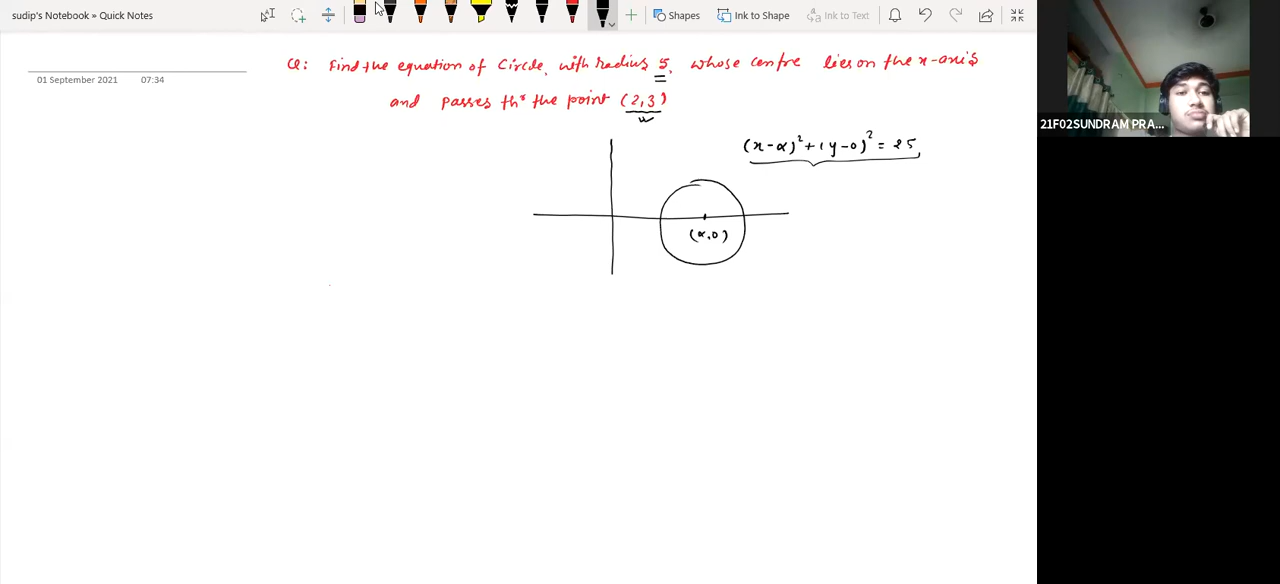 sudip's Notebook » Quick Notes
Shapes
Ink to Shape
Ink to Text
01 September 2021 07:34
Q: Find the equation of Circle, with radius 5, whose centre lies on the x-axis
and passes thr the point (2,3)
(x-α)²+(y-0)² = 25
(α,0)
21F02SUNDRAM PRA...